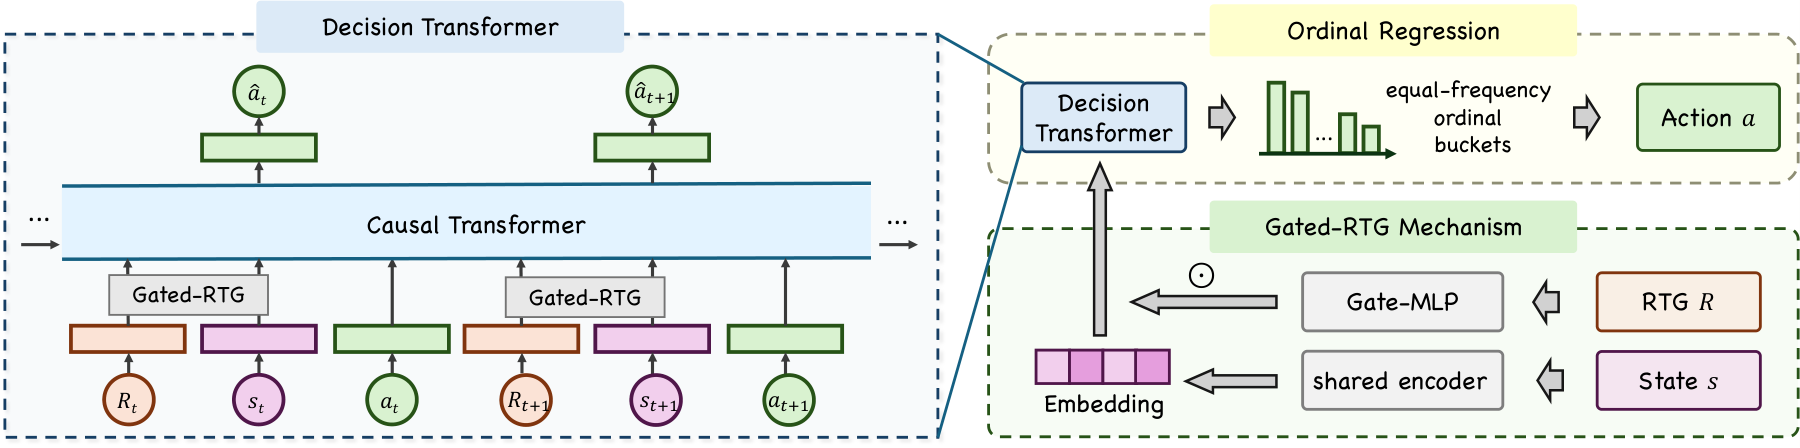 Decision Transformer
â_t
â_{t+1}
...
Causal Transformer
...
Gated-RTG
Gated-RTG
R_t
s_t
a_t
R_{t+1}
s_{t+1}
a_{t+1}
Ordinal Regression
Decision
Transformer
...
equal-frequency
ordinal
buckets
Action a
Gated-RTG Mechanism
⊙
Gate-MLP
RTG R
shared encoder
State s
Embedding